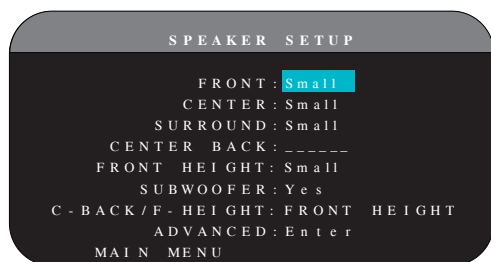 SPEAKER SETUP
FRONT: Small
CENTER: Small
SURROUND: Small
CENTER BACK: ______
FRONT HEIGHT: Small
SUBWOOFER: Yes
C-BACK/F-HEIGHT: FRONT HEIGHT
ADVANCED: Enter
MAIN MENU